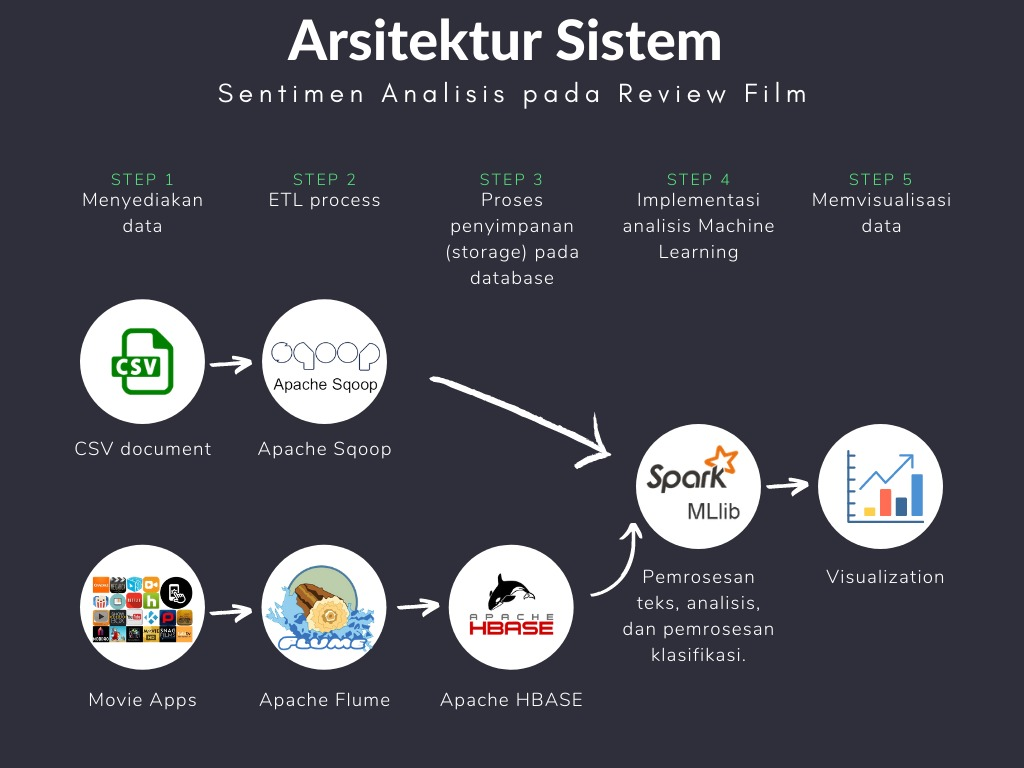 Arsitektur Sistem
Sentimen Analisis pada Review Film
STEP 1
Menyediakan
data
STEP 2
ETL process
STEP 3
Proses
penyimpanan
(storage) pada
database
STEP 4
Implementasi
analisis Machine
Learning
STEP 5
Memvisualisasi
data
CSV
CSV document
sqoop
Apache Sqoop
Apache Sqoop
Spark
MLlib
Pemrosesan
teks, analisis,
dan pemrosesan
klasifikasi.
Visualization
Movie Apps
FLUME
Apache Flume
APACHE
HBASE
Apache HBASE